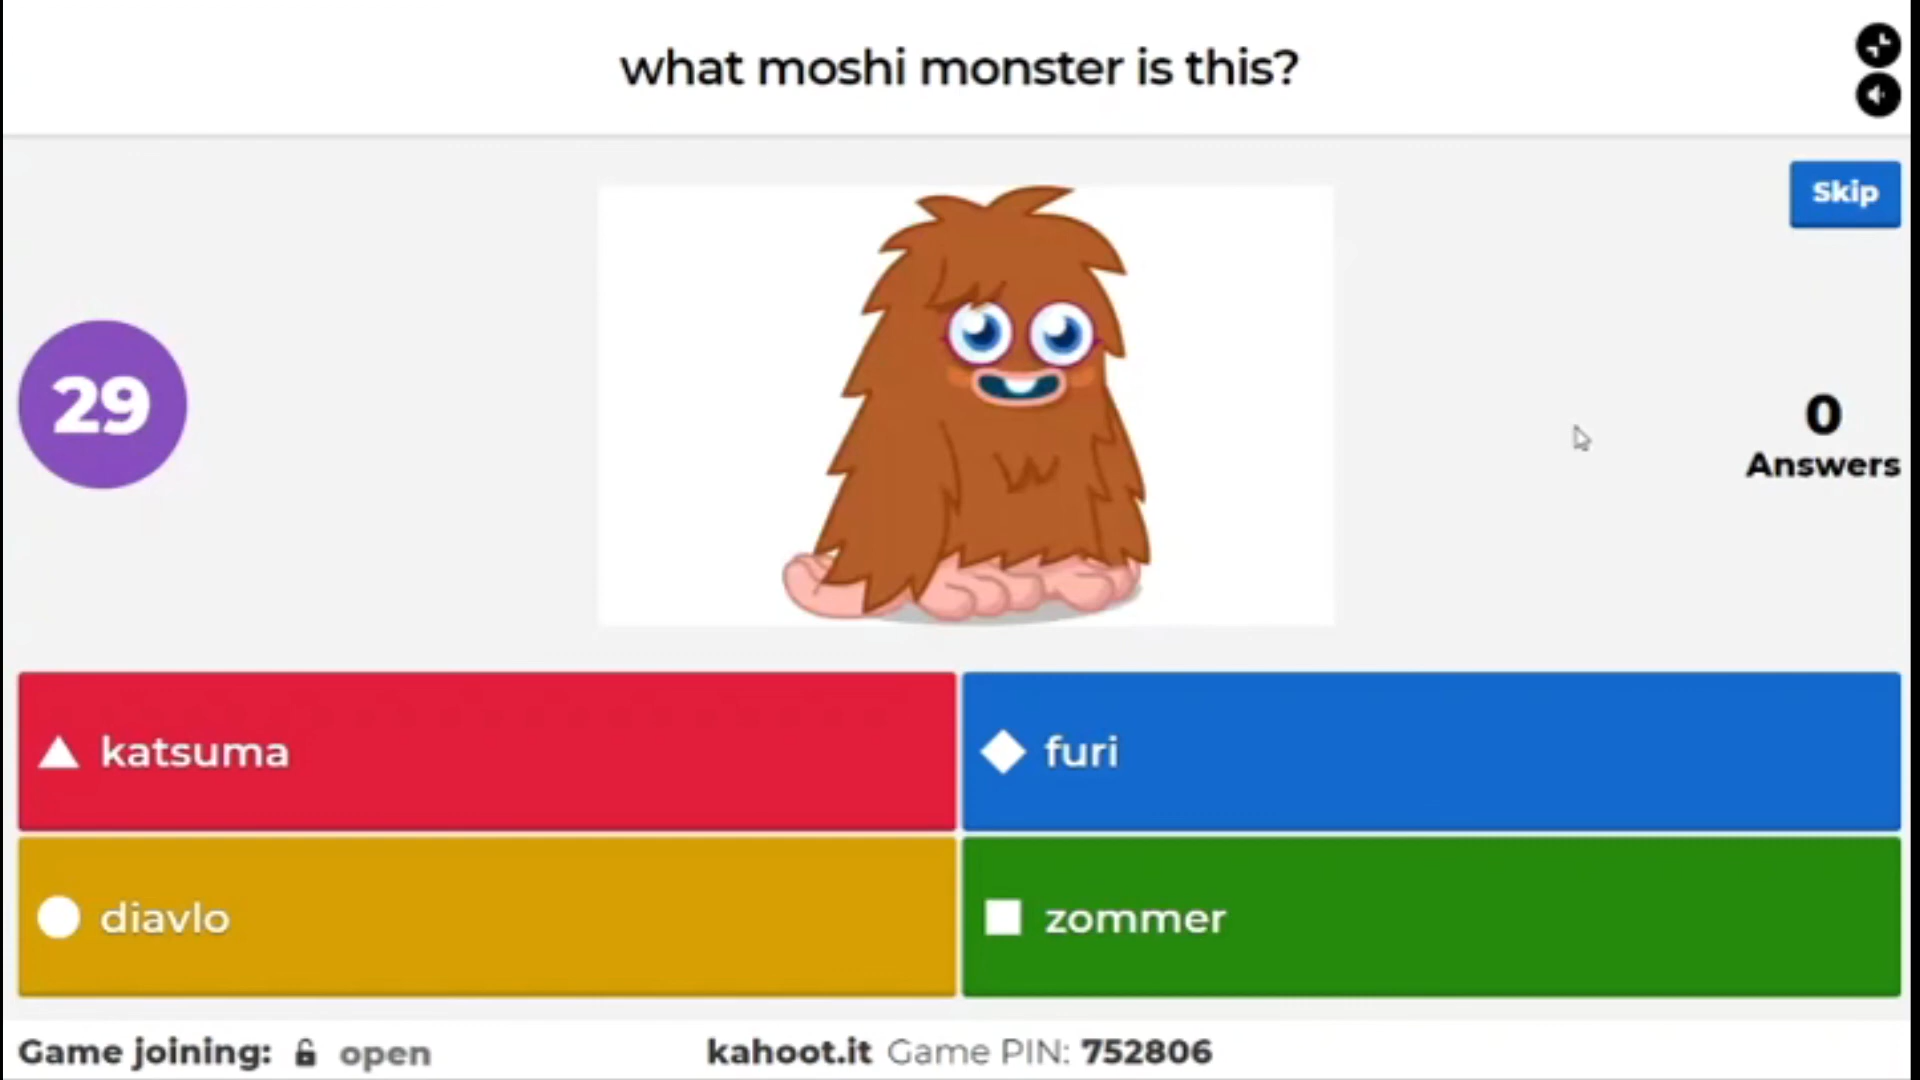 what moshi monster is this?
Skip
29
0
Answers
katsuma
furi
diavlo
zommer
Game joining: open
kahoot.it Game PIN: 752806